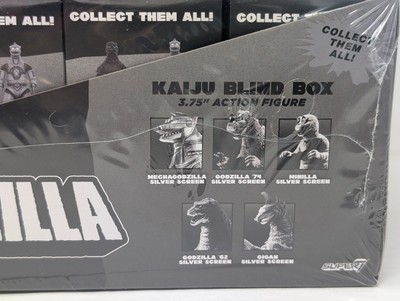 COLLECT THEM ALL!
COLLECT THEM ALL!
COLLECT
THEM
ALL!
KAIJU BLIND BOX
3.75" ACTION FIGURE
MECHAGODZILLA
SILVER SCREEN
GODZILLA '74
SILVER SCREEN
MINILLA
SILVER SCREEN
ILLA
GODZILLA '62
SILVER SCREEN
GIGAN
SILVER SCREEN
SUPER7